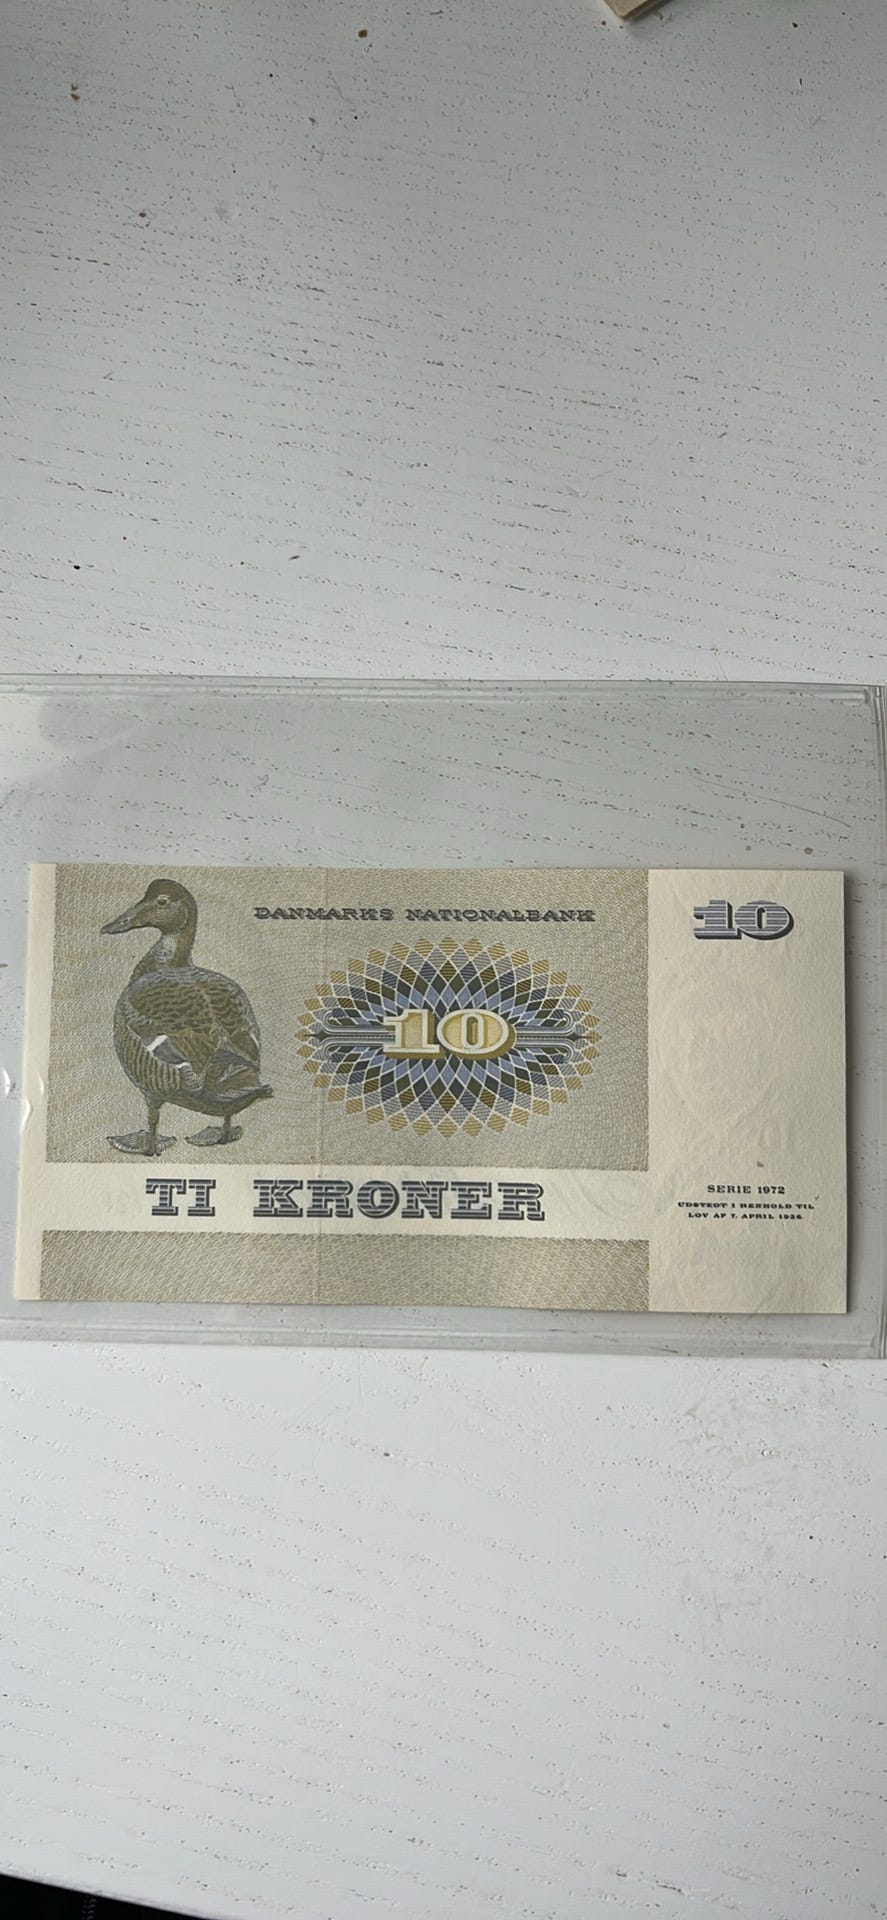 DANMARKS NATIONALBANK
10
10
TI KRONER
SERIE 1972
UDSTEDT I HENHOLD TIL
LOV AF 7. APRIL 1936